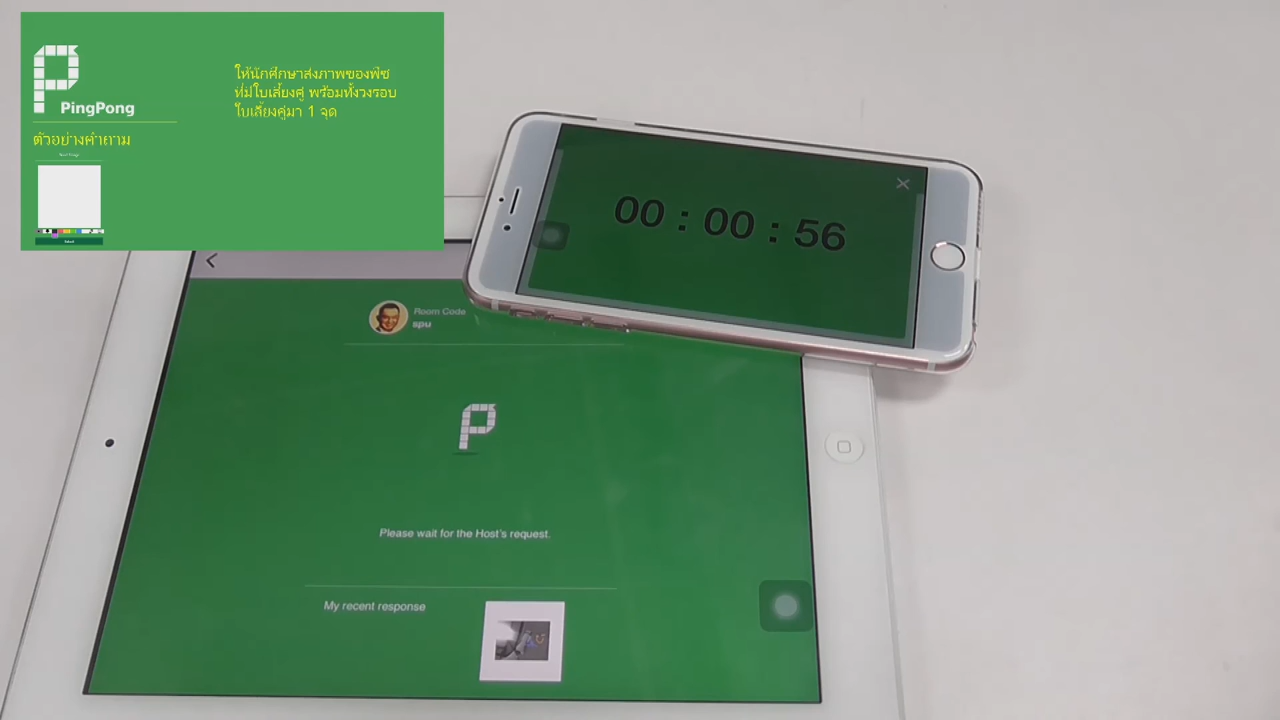 PingPong
ตัวอย่างคำถาม
ให้นักศึกษาส่งภาพของพืช
ที่มีใบเลี้ยงคู่ พร้อมทั้งวงรอบ
ใบเลี้ยงคู่มา 1 จุด
00 : 00 : 56
Room Code
spu
Please wait for the Host's request.
My recent response